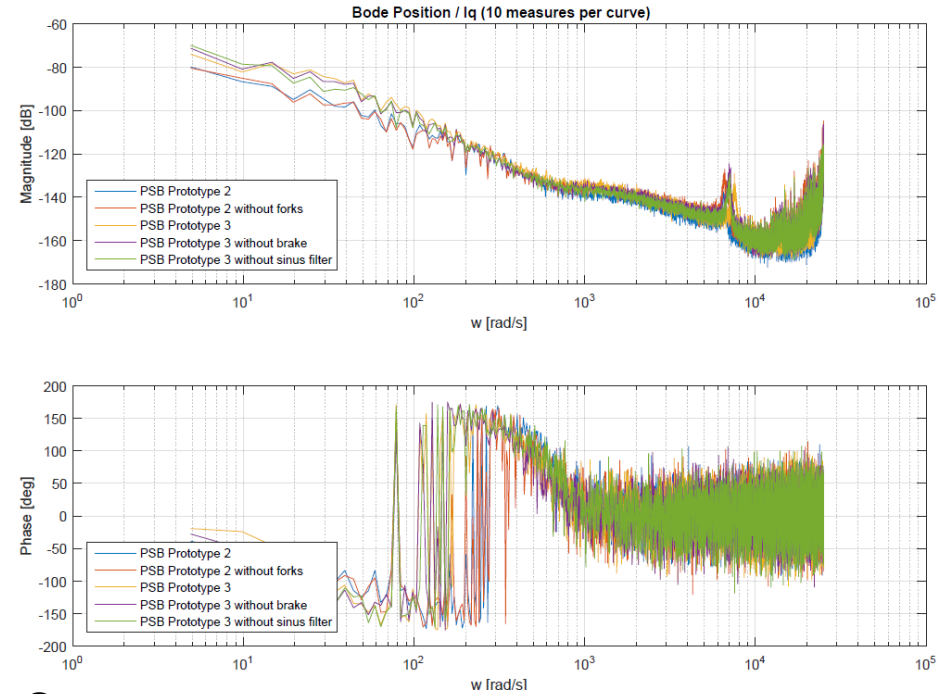 Bode Position / Iq (10 measures per curve)
-60
-80
-100
-120
-140
-160
-180
Magnitude [dB]
PSB Prototype 2
PSB Prototype 2 without forks
PSB Prototype 3
PSB Prototype 3 without brake
PSB Prototype 3 without sinus filter
10^0 10^1 10^2 10^3 10^4 10^5
w [rad/s]
200
150
100
50
0
-50
-100
-150
-200
Phase [deg]
PSB Prototype 2
PSB Prototype 2 without forks
PSB Prototype 3
PSB Prototype 3 without brake
PSB Prototype 3 without sinus filter
10^0 10^1 10^2 10^3 10^4 10^5
w [rad/s]